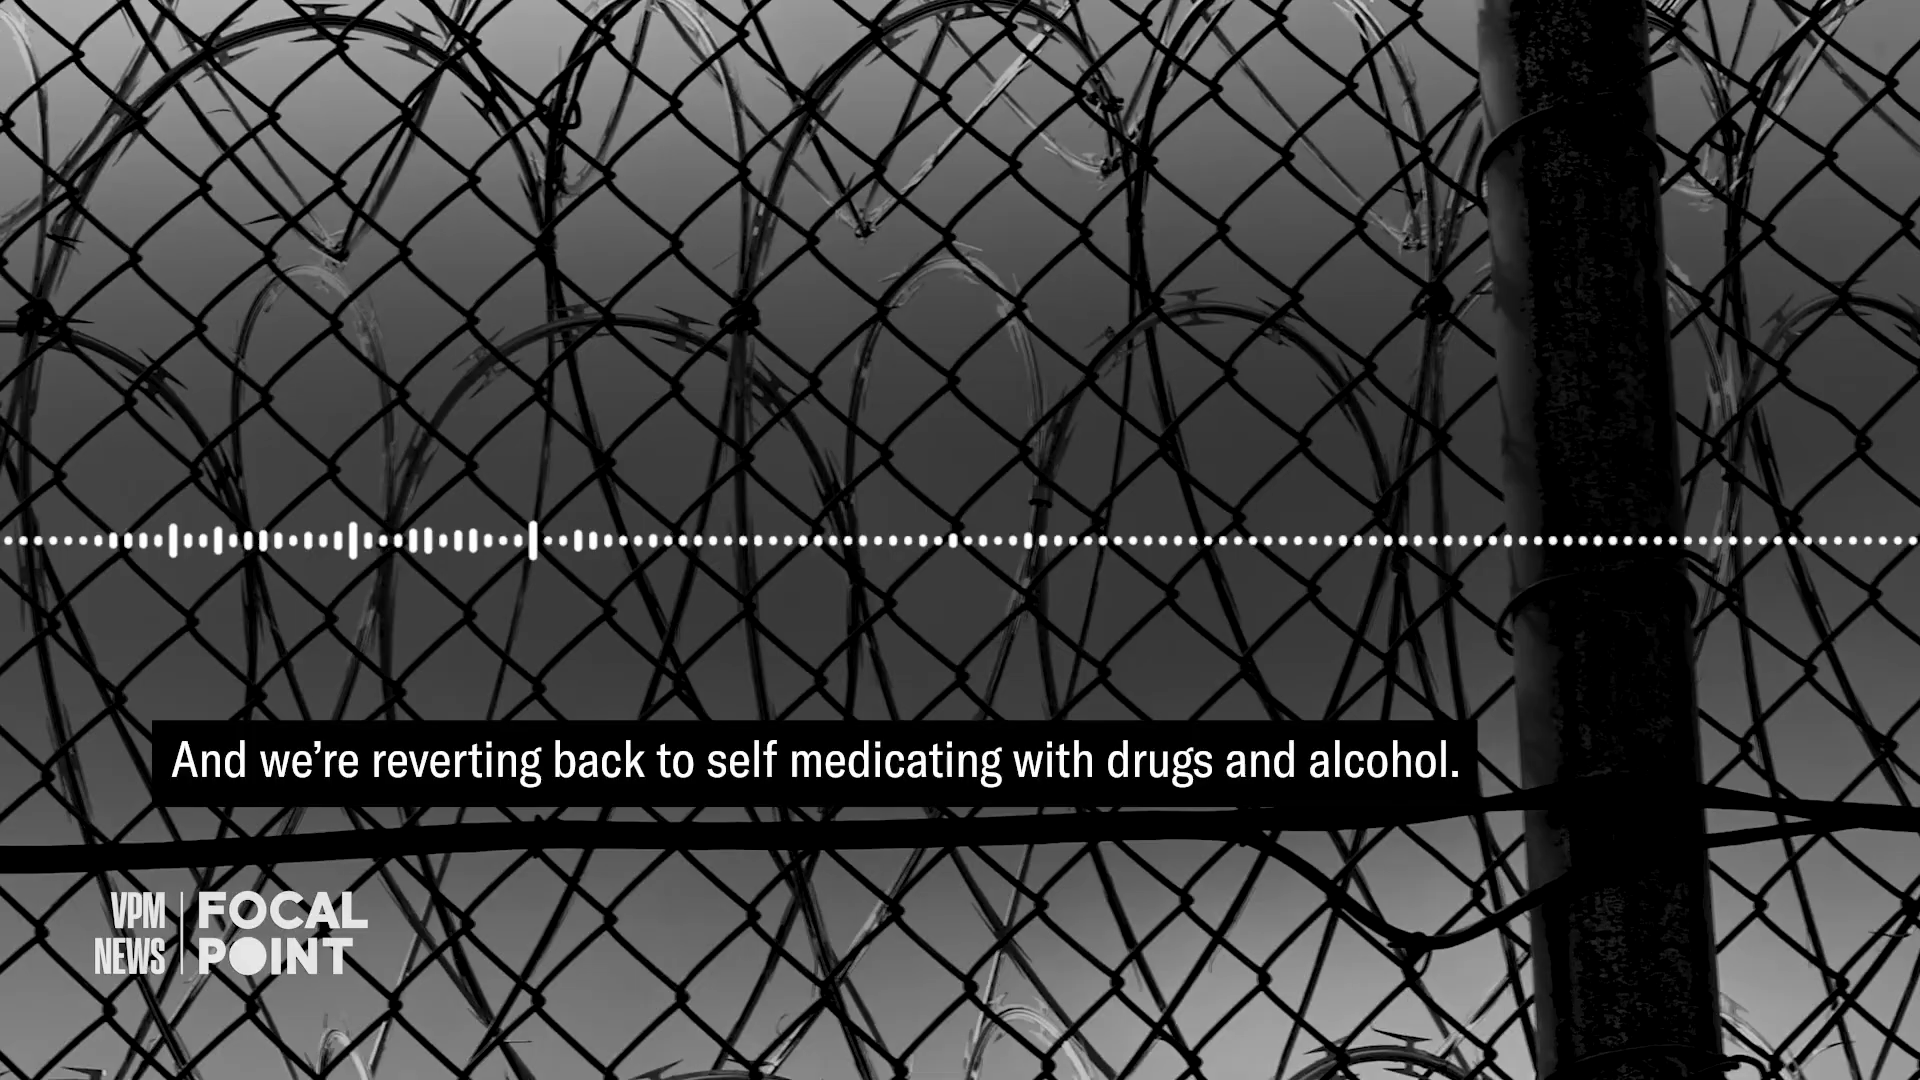 And we’re reverting back to self medicating with drugs and alcohol.
VPM NEWS
FOCAL POINT